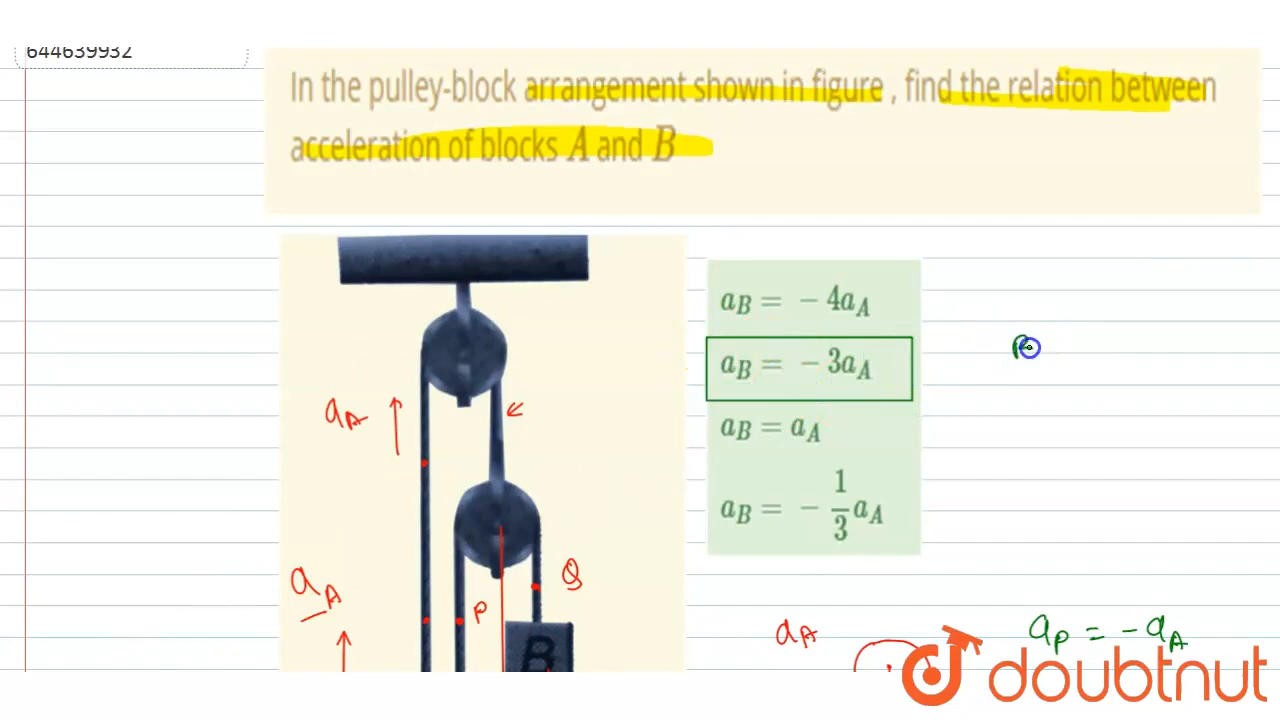 644639932
In the pulley-block arrangement shown in figure , find the relation between
acceleration of blocks A and B
a_B = - 4a_A
a_B = - 3a_A
a_B = a_A
a_B = - 1/3 a_A
a_A
a_A
P
Q
B
a_A
a_P = - a_A
doubtnut